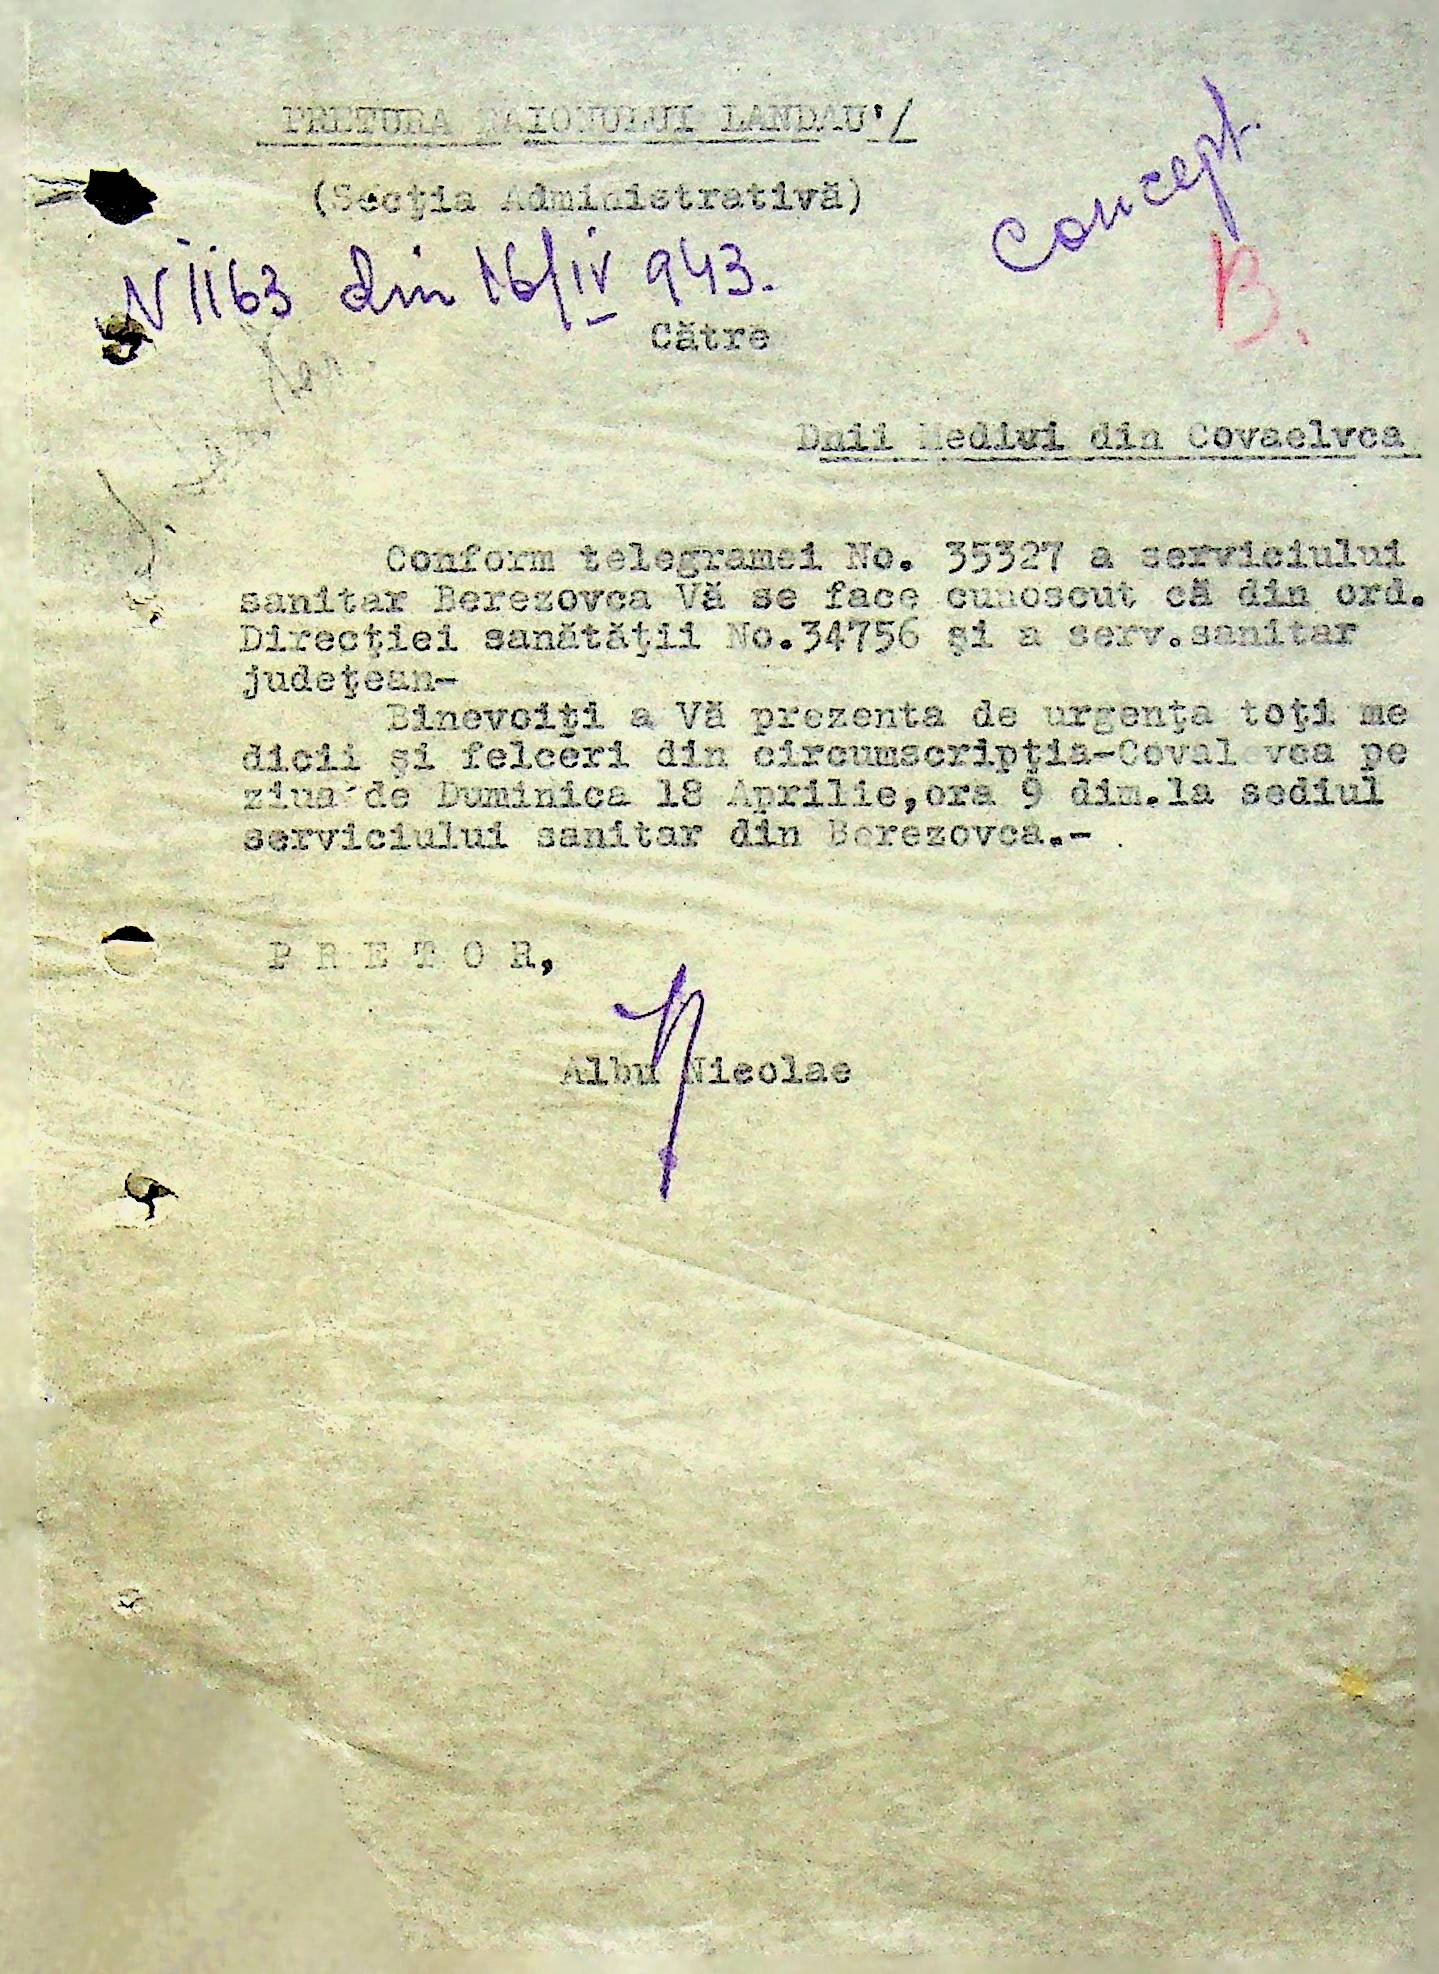 PRETURA RAIONULUI LANDAU'/
(Secţia Administrativă)
concept.
N 1163 din 16/IV 943.
B.
Către
Dnii Medivi din Covaelvca
Conform telegramei No. 35327 a serviciului
sanitar Berezovca Vă se face cunoscut că din ord.
Direcţiei sanătăţii No.34756 şi a serv.sanitar
judeţean-
Binevoiţi a Vă prezenta de urgenţa toţi me
dicii şi felceri din circumscripţia-Covalevca pe
ziua de Duminica 18 Aprilie,ora 9 dim.la sediul
serviciului sanitar din Berezovca.-
P R E T O R,
Albu Nicolae